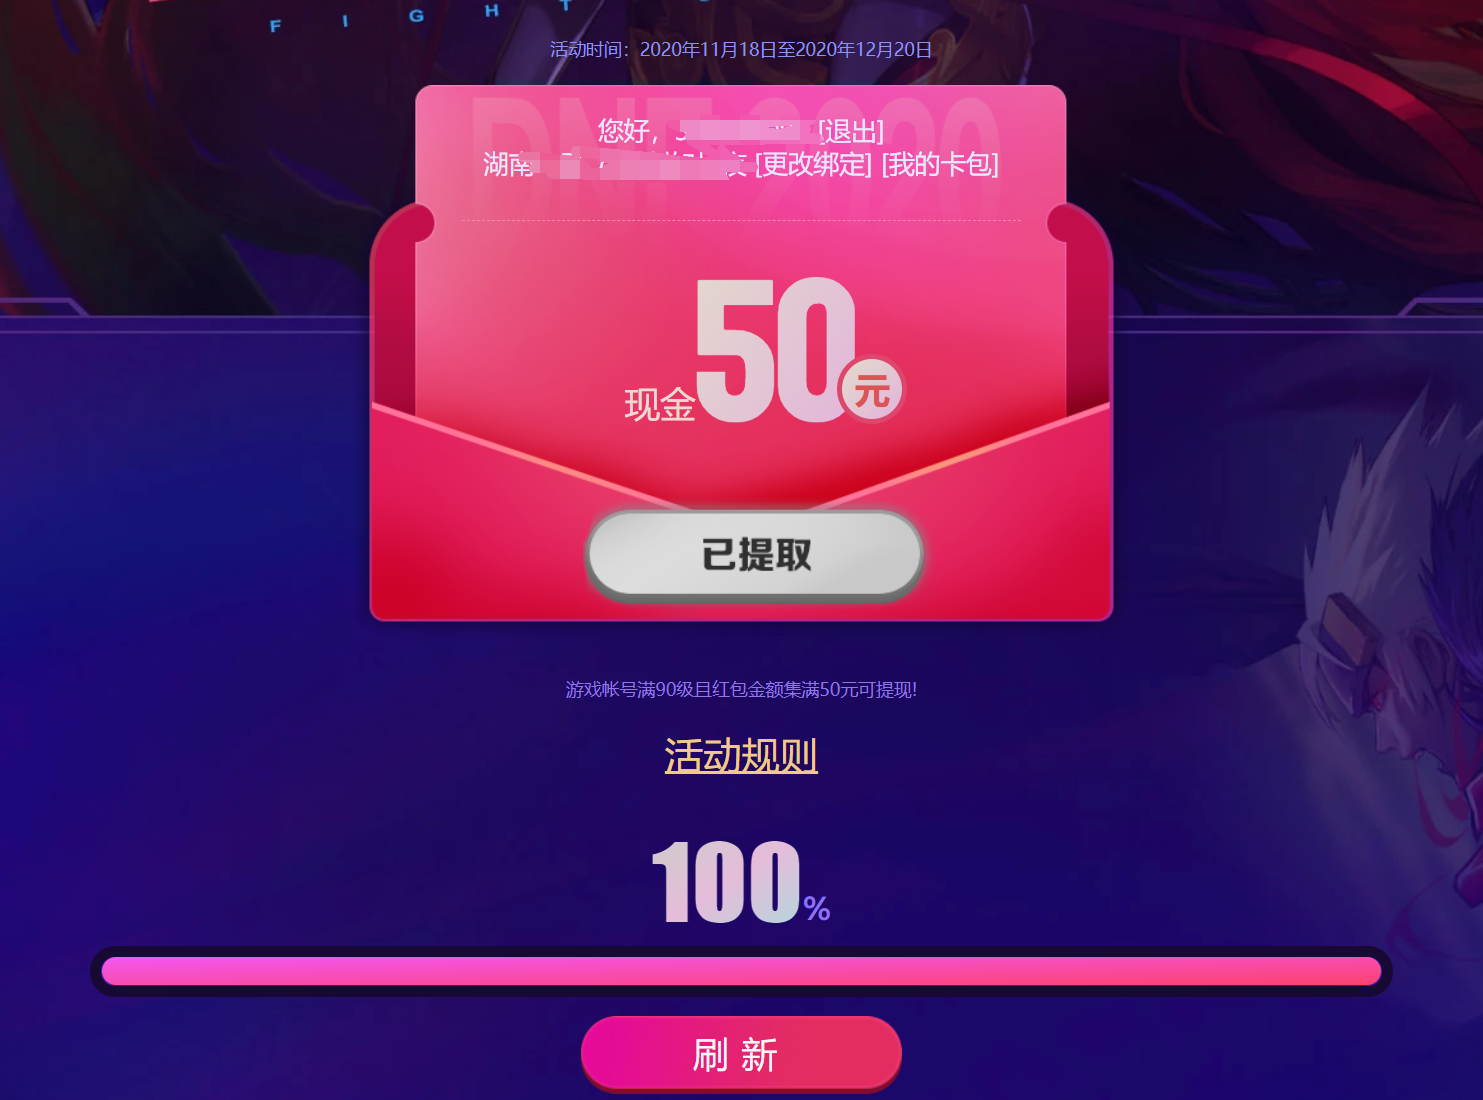 F I G H T
活动时间：2020年11月18日至2020年12月20日
DNF 2020
您好， [退出]
湖南 [更改绑定] [我的卡包]
现金50元
已提取
游戏帐号满90级且红包金额集满50元可提现!
活动规则
100%
刷 新